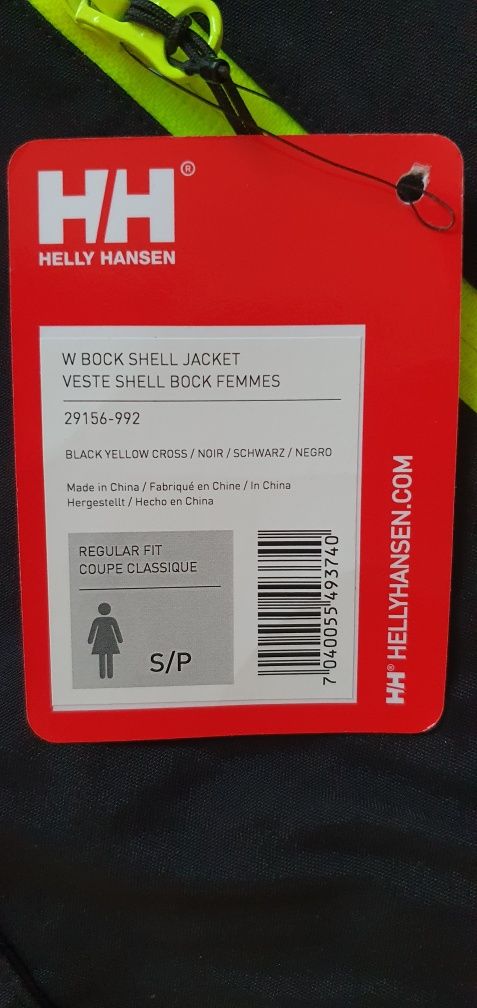 HH®
HELLY HANSEN
W BOCK SHELL JACKET
VESTE SHELL BOCK FEMMES
29156-992
BLACK YELLOW CROSS / NOIR / SCHWARZ / NEGRO
Made in China / Fabriqué en Chine / In China
Hergestellt / Hecho en China
REGULAR FIT
COUPE CLASSIQUE
S/P
7 040055 493740
HH® HELLYHANSEN.COM